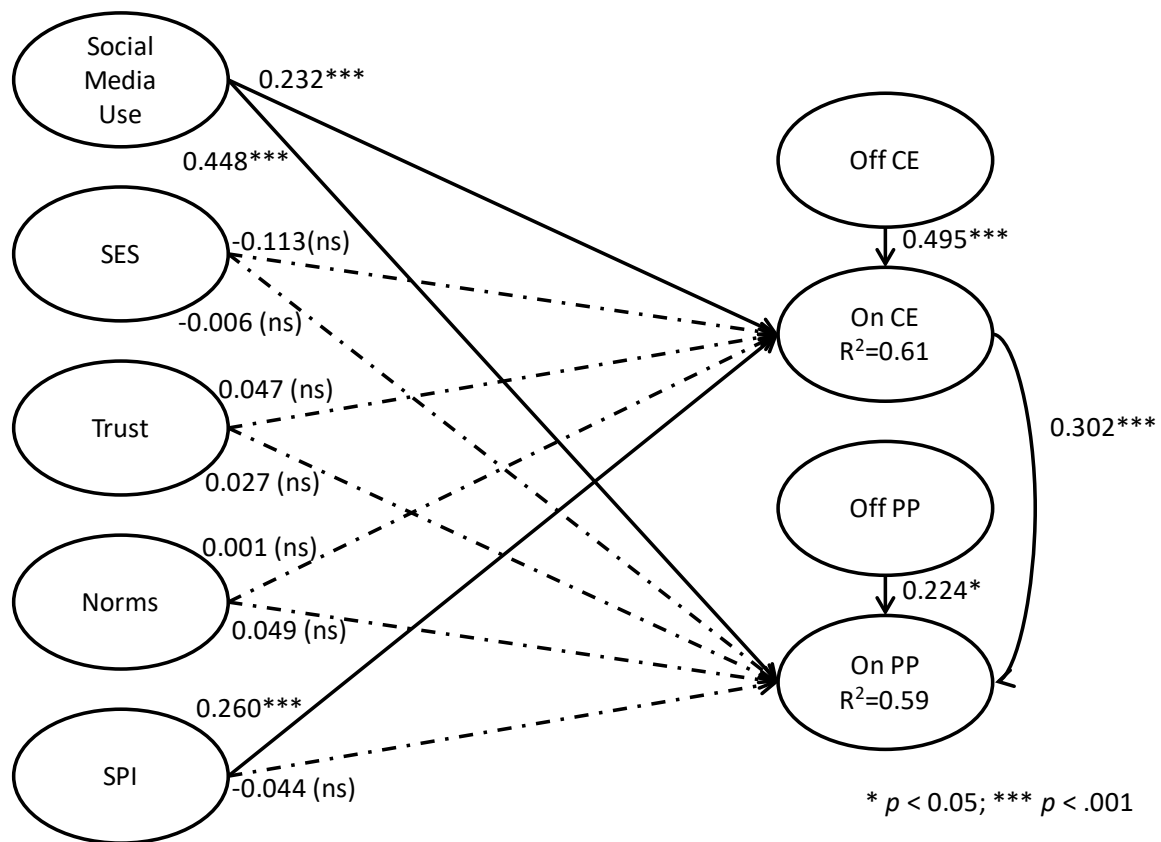 Social
Media
Use
0.232***
0.448***
Off CE
SES
-0.113(ns)
-0.006 (ns)
0.495***
On CE
R²=0.61
Trust
0.047 (ns)
0.027 (ns)
0.302***
Off PP
Norms
0.001 (ns)
0.049 (ns)
0.224*
On PP
R²=0.59
SPI
0.260***
-0.044 (ns)
* p < 0.05; *** p < .001